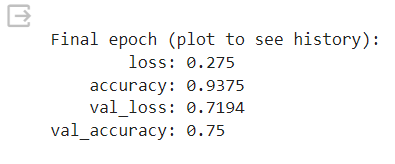 Final epoch (plot to see history):
loss: 0.275
accuracy: 0.9375
val_loss: 0.7194
val_accuracy: 0.75